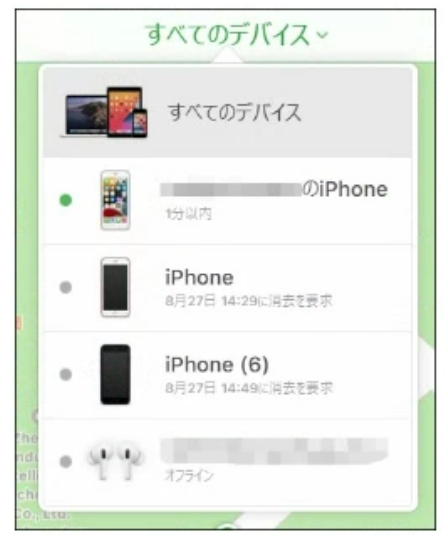 すべてのデバイス
すべてのデバイス
のiPhone
1分以内
iPhone
8月27日 14:29に消去を要求
iPhone (6)
8月27日 14:49に消去を要求
オフライン